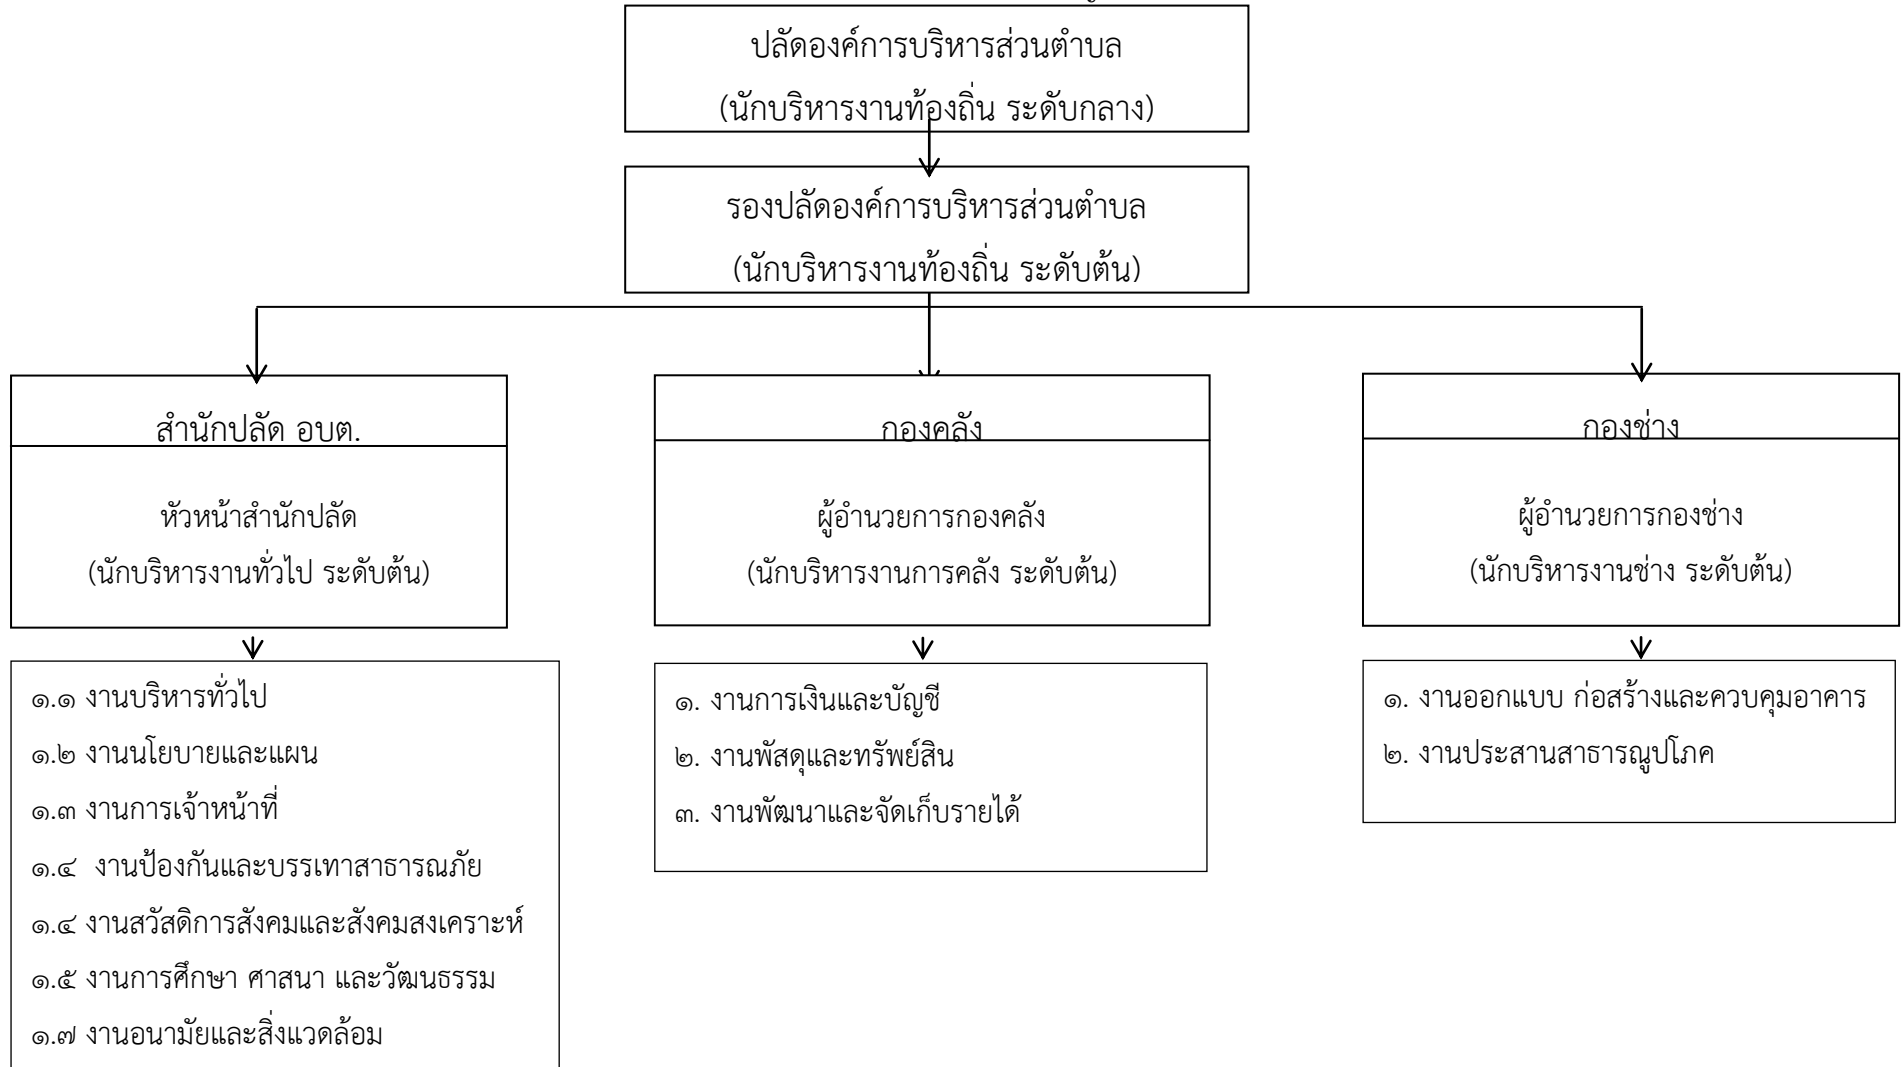 ปลัดองค์การบริหารส่วนตำบล
(นักบริหารงานท้องถิ่น ระดับกลาง)
รองปลัดองค์การบริหารส่วนตำบล
(นักบริหารงานท้องถิ่น ระดับต้น)
สำนักปลัด อบต.
หัวหน้าสำนักปลัด
(นักบริหารงานทั่วไป ระดับต้น)
๑.๑ งานบริหารทั่วไป
๑.๒ งานนโยบายและแผน
๑.๓ งานการเจ้าหน้าที่
๑.๔ งานป้องกันและบรรเทาสาธารณภัย
๑.๔ งานสวัสดิการสังคมและสังคมสงเคราะห์
๑.๕ งานการศึกษา ศาสนา และวัฒนธรรม
๑.๗ งานอนามัยและสิ่งแวดล้อม
กองคลัง
ผู้อำนวยการกองคลัง
(นักบริหารงานการคลัง ระดับต้น)
๑. งานการเงินและบัญชี
๒. งานพัสดุและทรัพย์สิน
๓. งานพัฒนาและจัดเก็บรายได้
กองช่าง
ผู้อำนวยการกองช่าง
(นักบริหารงานช่าง ระดับต้น)
๑. งานออกแบบ ก่อสร้างและควบคุมอาคาร
๒. งานประสานสาธารณูปโภค